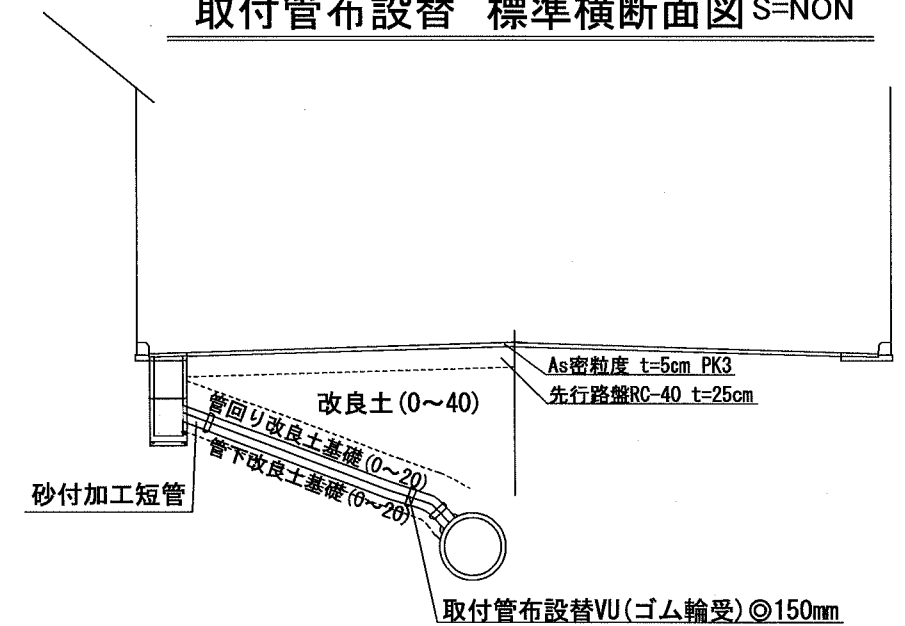 取付管布設替 標準横断面図 S=NON
As密粒度 t=5cm PK3
先行路盤RC-40 t=25cm
改良土(0～40)
管回り改良土基礎(0～20)
管下改良土基礎(0～20)
砂付加工短管
取付管布設替VU(ゴム輪受)◎150mm